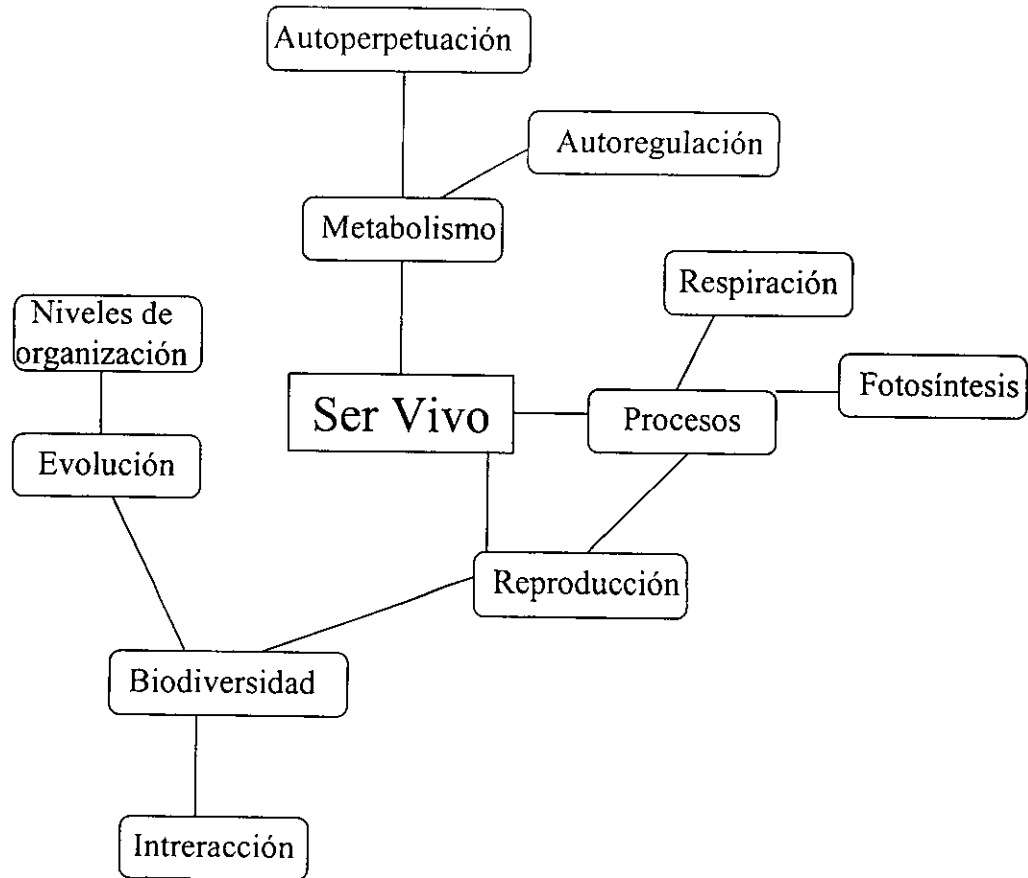 Autoperpetuación
Autoregulación
Metabolismo
Respiración
Niveles de
organización
Fotosíntesis
Ser Vivo
Procesos
Evolución
Reproducción
Biodiversidad
Intreracción